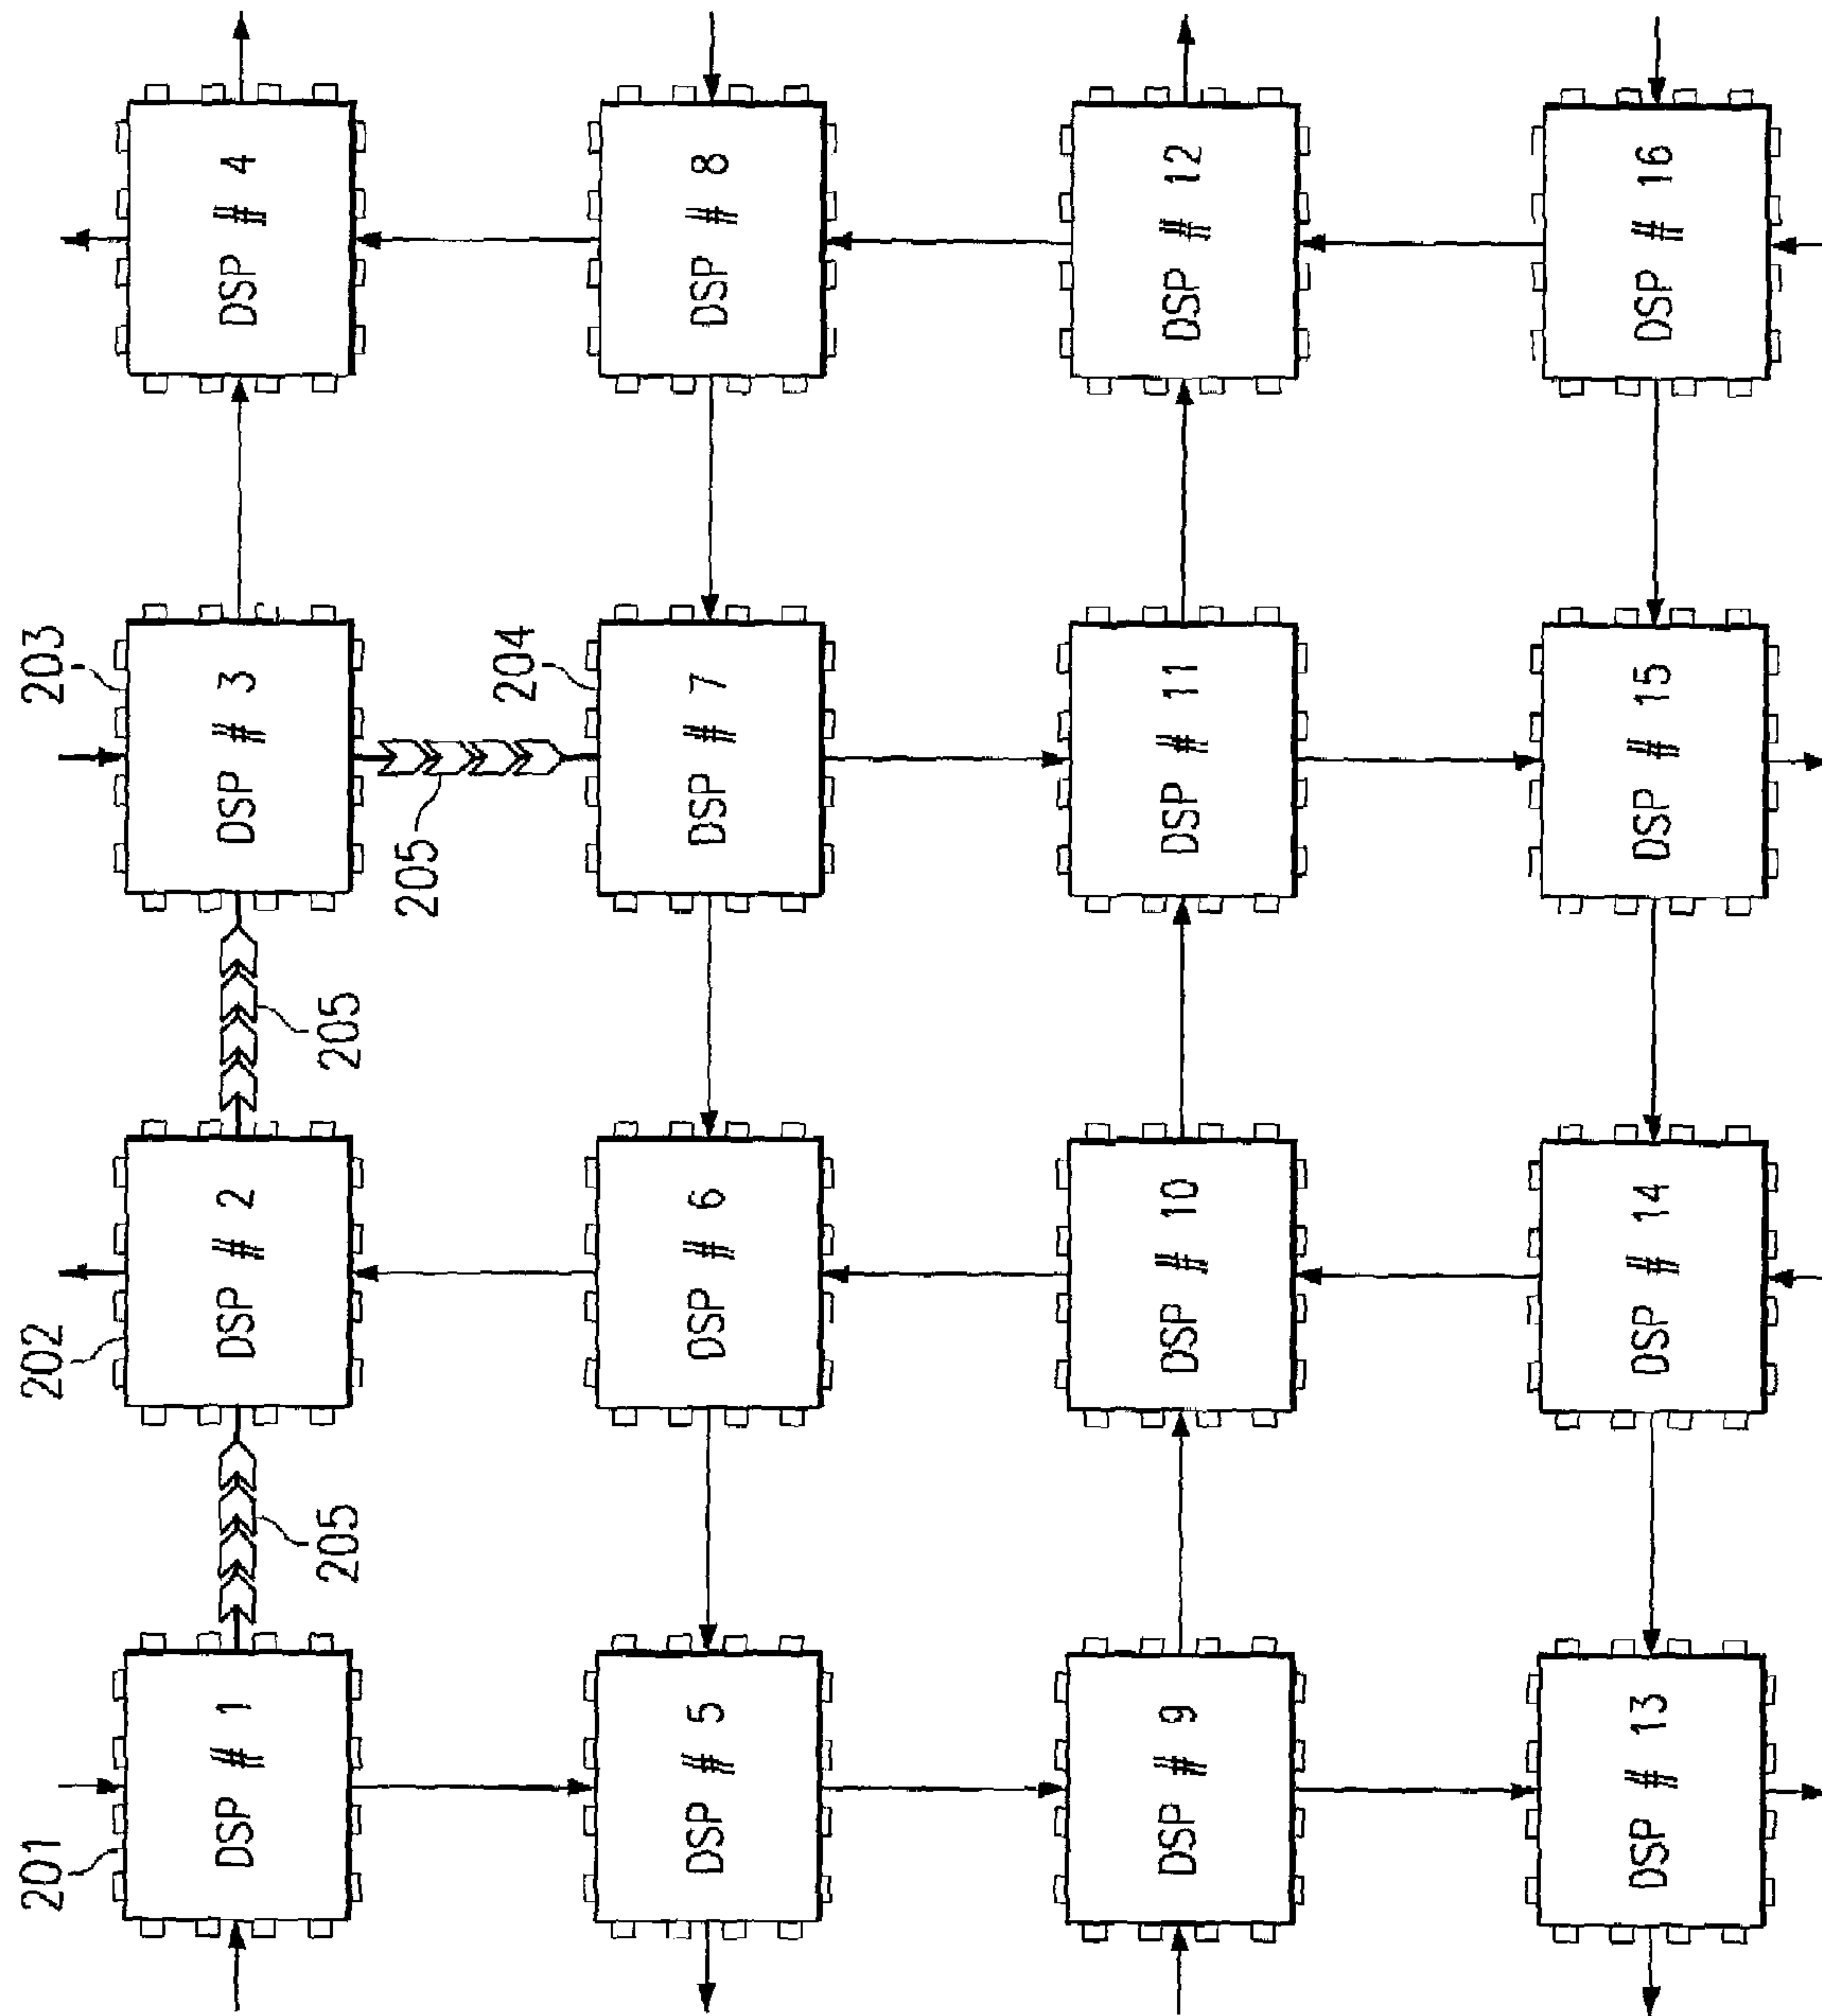 201
202
203
DSP # 1
DSP # 2
DSP # 3
DSP # 4
205
205
205
204
DSP # 5
DSP # 6
DSP # 7
DSP # 8
DSP # 9
DSP # 10
DSP # 11
DSP # 12
DSP # 13
DSP # 14
DSP # 15
DSP # 16